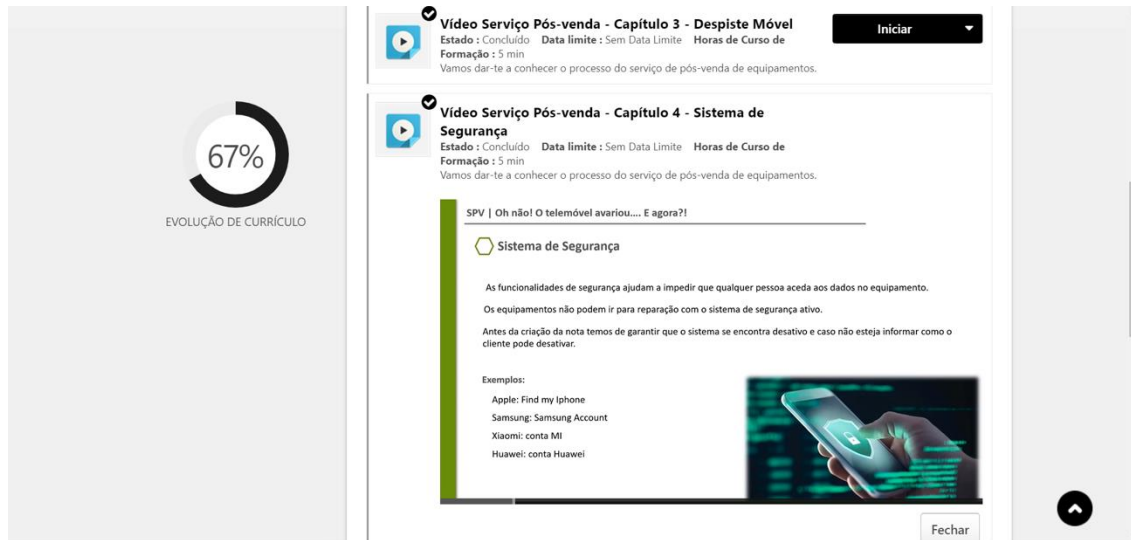 Vídeo Serviço Pós-venda - Capítulo 3 - Despiste Móvel
Estado : Concluído Data limite : Sem Data Limite Horas de Curso de
Formação : 5 min
Vamos dar-te a conhecer o processo do serviço de pós-venda de equipamentos.
Iniciar
67%
EVOLUÇÃO DE CURRÍCULO
Vídeo Serviço Pós-venda - Capítulo 4 - Sistema de
Segurança
Estado : Concluído Data limite : Sem Data Limite Horas de Curso de
Formação : 5 min
Vamos dar-te a conhecer o processo do serviço de pós-venda de equipamentos.
SPV | Oh não! O telemóvel avariou.... E agora?!
Sistema de Segurança
As funcionalidades de segurança ajudam a impedir que qualquer pessoa aceda aos dados no equipamento.
Os equipamentos não podem ir para reparação com o sistema de segurança ativo.
Antes da criação da nota temos de garantir que o sistema se encontra desativo e caso não esteja informar como o
cliente pode desativar.
Exemplos:
Apple: Find my Iphone
Samsung: Samsung Account
Xiaomi: conta MI
Huawei: conta Huawei
Fechar